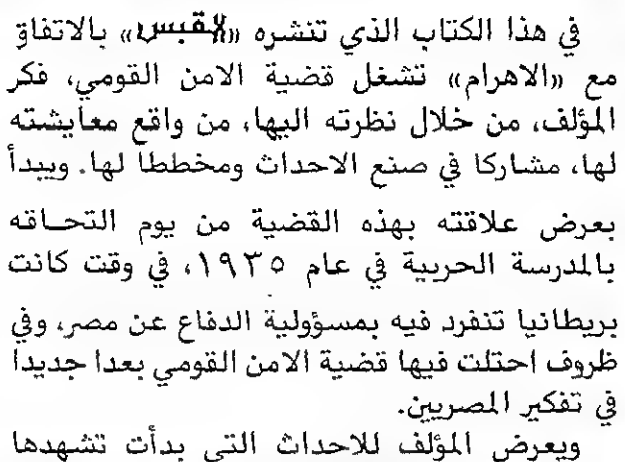 في هذا الكتاب الذي تنشره «القبس» بالاتفاق
مع «الاهرام» تشغل قضية الامن القومي، فكر
المؤلف، من خلال نظرته اليها، من واقع معايشته
لها، مشاركا في صنع الاحداث ومخططا لها. ويبدأ
بعرض علاقته بهذه القضية من يوم التحاقه
بالمدرسة الحربية في عام ١٩٣٥، في وقت كانت
بريطانيا تنفرد فيه بمسؤولية الدفاع عن مصر، وفي
ظروف احتلت فيها قضية الامن القومي بعدا جديدا
في تفكير المصريين.
ويعرض المؤلف للاحداث التي بدأت تشهدها